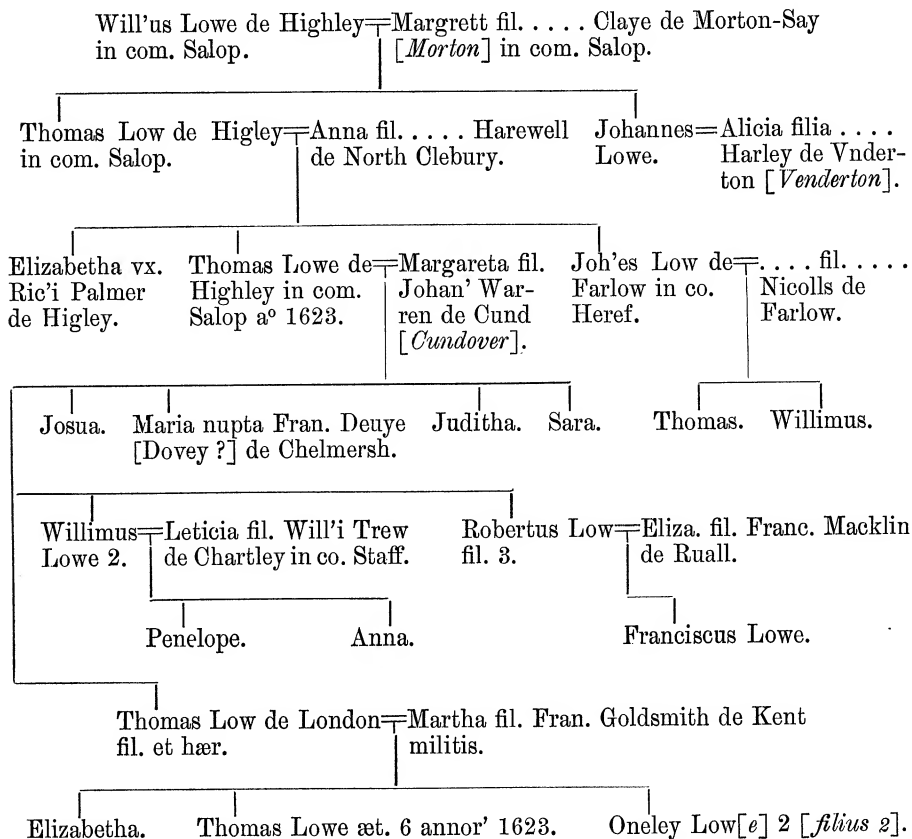 Will'us Lowe de Highley
in com. Salop.
Margrett fil. . . . . . Claye de Morton-Say
[Morton] in com. Salop.
Thomas Low de Higley
in com. Salop.
Anna fil. . . . . . Harewell
de North Clebury.
Johannes
Lowe.
Alicia filia . . . .
Harley de Vnder-
ton [Venderton].
Elizabetha vx.
Ric'i Palmer
de Higley.
Thomas Lowe de
Highley in com.
Salop aº 1623.
Margareta fil.
Johan' War-
ren de Cund
[Cundover].
Joh'es Low de
Farlow in co.
Heref.
. . . . fil. . . . . .
Nicolls de
Farlow.
Josua.
Maria nupta Fran. Deuye
[Dovey ?] de Chelmersh.
Juditha.
Sara.
Thomas.
Willimus.
Willimus
Lowe 2.
Leticia fil. Will'i Trew
de Chartley in co. Staff.
Robertus Low
fil. 3.
Eliza. fil. Franc. Macklin
de Ruall.
Penelope.
Anna.
Franciscus Lowe.
Thomas Low de London
fil. et hær.
Martha fil. Fran. Goldsmith de Kent
militis.
Elizabetha.
Thomas Lowe æt. 6 annor' 1623.
Oneley Low[e] 2 [filius 2].